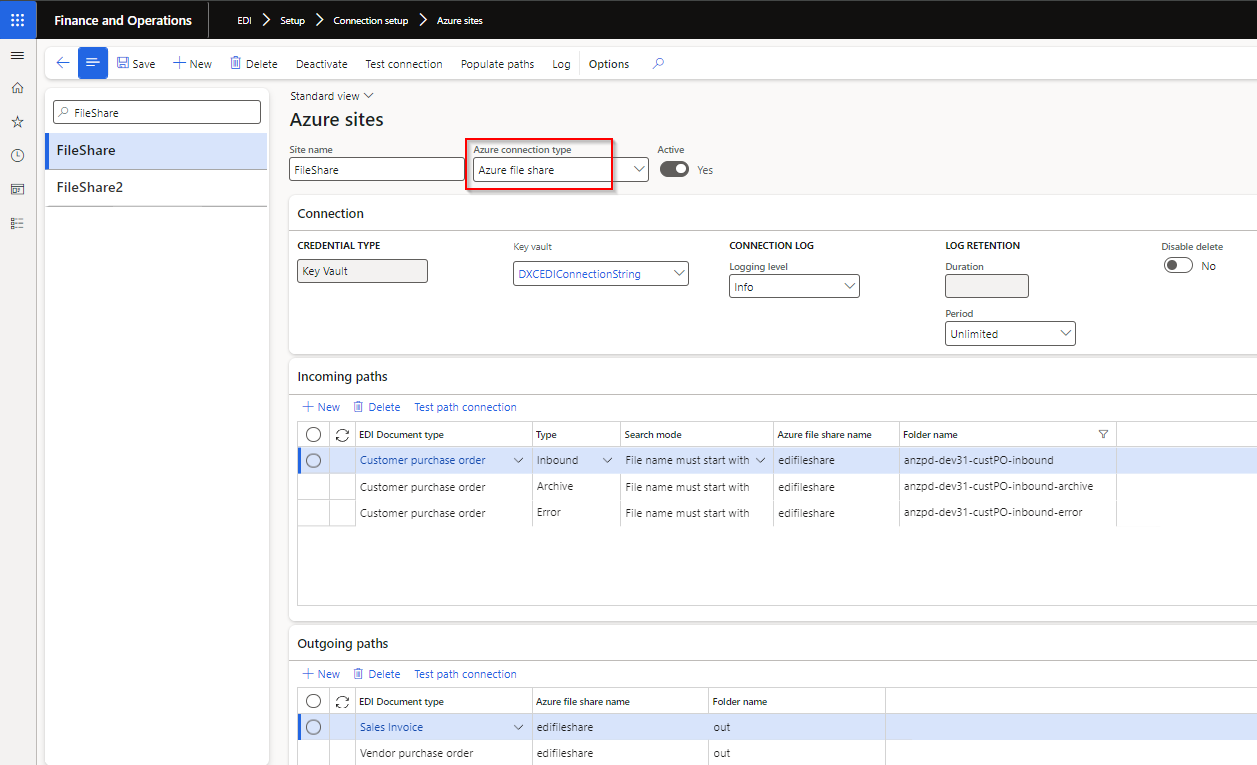 Finance and Operations EDI Setup Connection setup Azure sites
Save New Delete Deactivate Test connection Populate paths Log Options
FileShare
FileShare
FileShare2
Standard view
Azure sites
Site name Azure connection type Active
FileShare Azure file share Yes
Connection
CREDENTIAL TYPE Key vault CONNECTION LOG LOG RETENTION Disable delete
Key Vault DXCEDIConnectionString Logging level Duration No
Info
Period
Unlimited
Incoming paths
New Delete Test path connection
EDI Document type Type Search mode Azure file share name Folder name
Customer purchase order Inbound File name must start with edifileshare anzpd-dev31-custPO-inbound
Customer purchase order Archive File name must start with edifileshare anzpd-dev31-custPO-inbound-archive
Customer purchase order Error File name must start with edifileshare anzpd-dev31-custPO-inbound-error
Outgoing paths
New Delete Test path connection
EDI Document type Azure file share name Folder name
Sales Invoice edifileshare out
Vendor purchase order edifileshare out